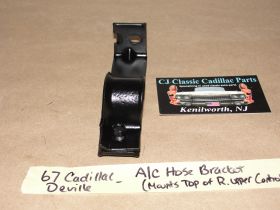 CJ Classic Cadillac Parts
Kenilworth, NJ
67 Cadillac - A/C Hose Bracket
Deville (Mounts Top of R. upper Control